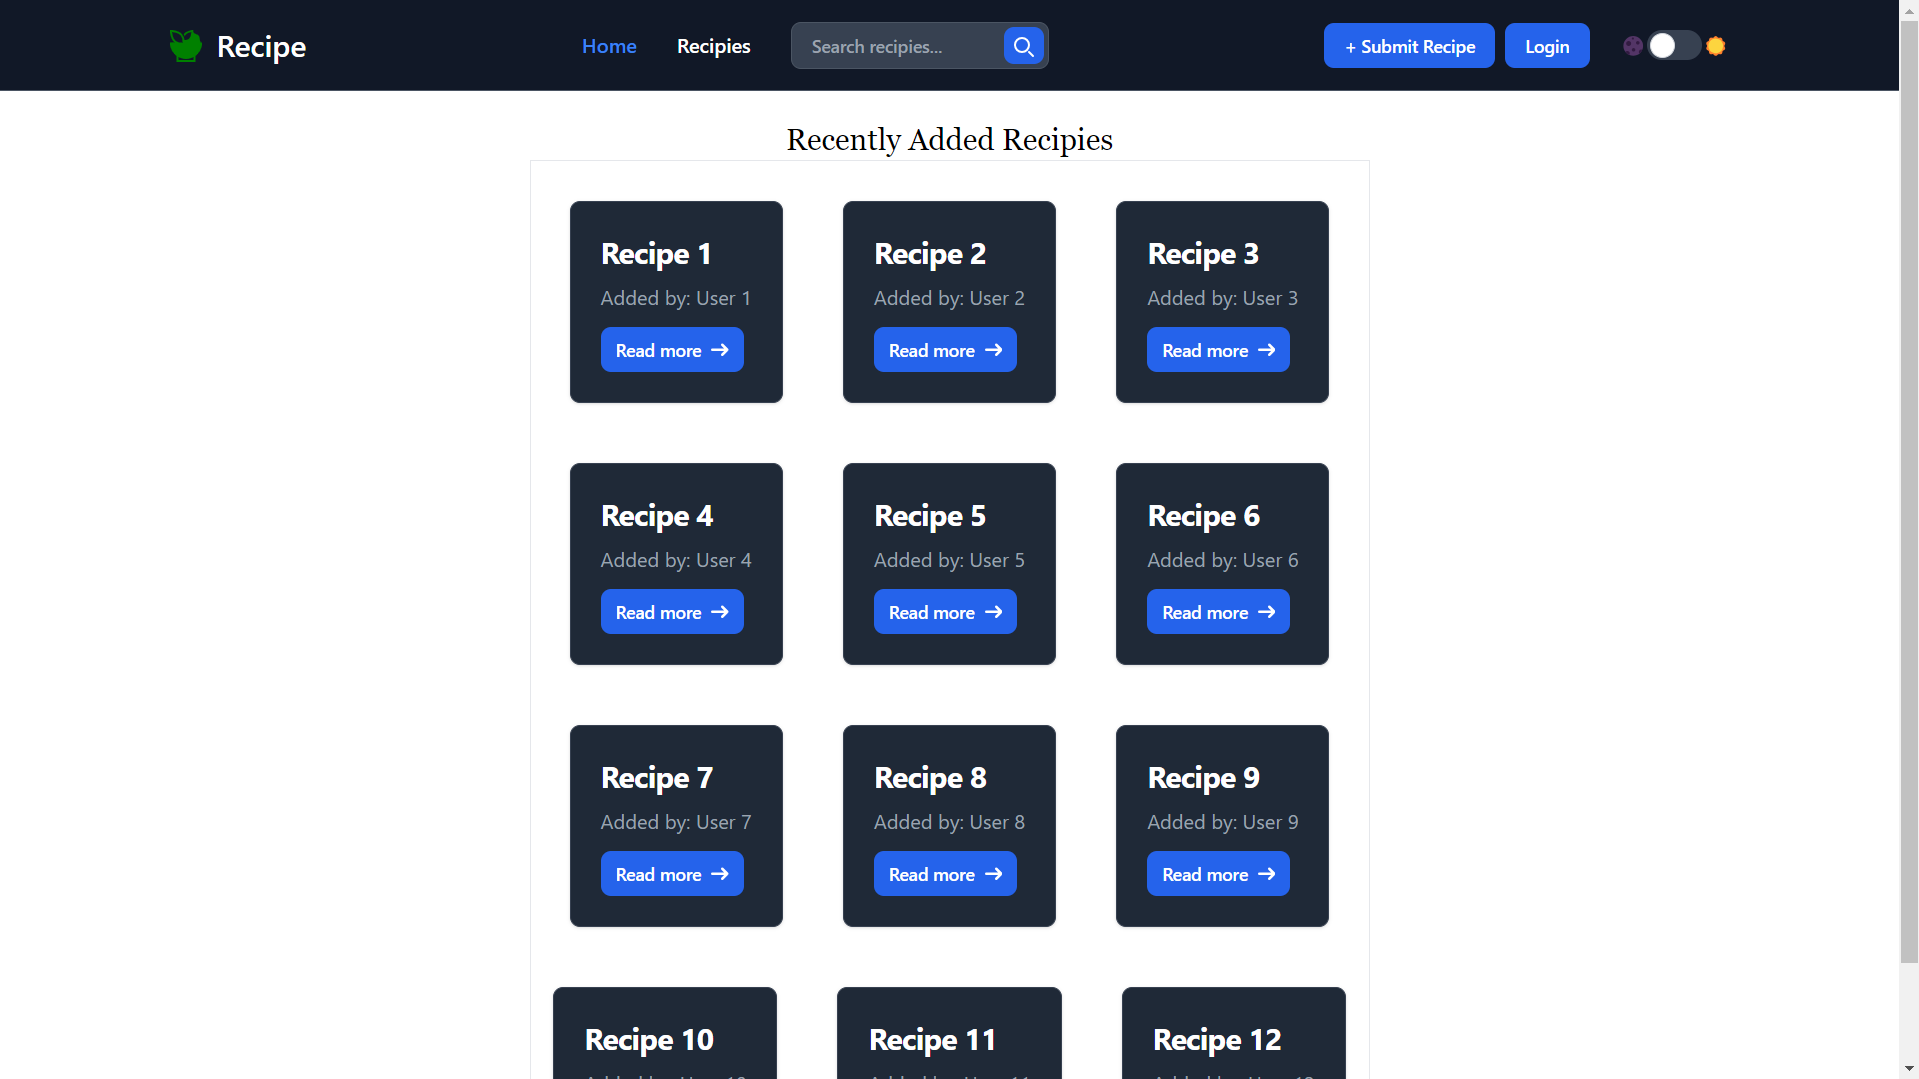 Recipe
Home
Recipies
Search recipies...
+ Submit Recipe
Login
Recently Added Recipies
Recipe 1
Added by: User 1
Read more
Recipe 2
Added by: User 2
Read more
Recipe 3
Added by: User 3
Read more
Recipe 4
Added by: User 4
Read more
Recipe 5
Added by: User 5
Read more
Recipe 6
Added by: User 6
Read more
Recipe 7
Added by: User 7
Read more
Recipe 8
Added by: User 8
Read more
Recipe 9
Added by: User 9
Read more
Recipe 10
Recipe 11
Recipe 12